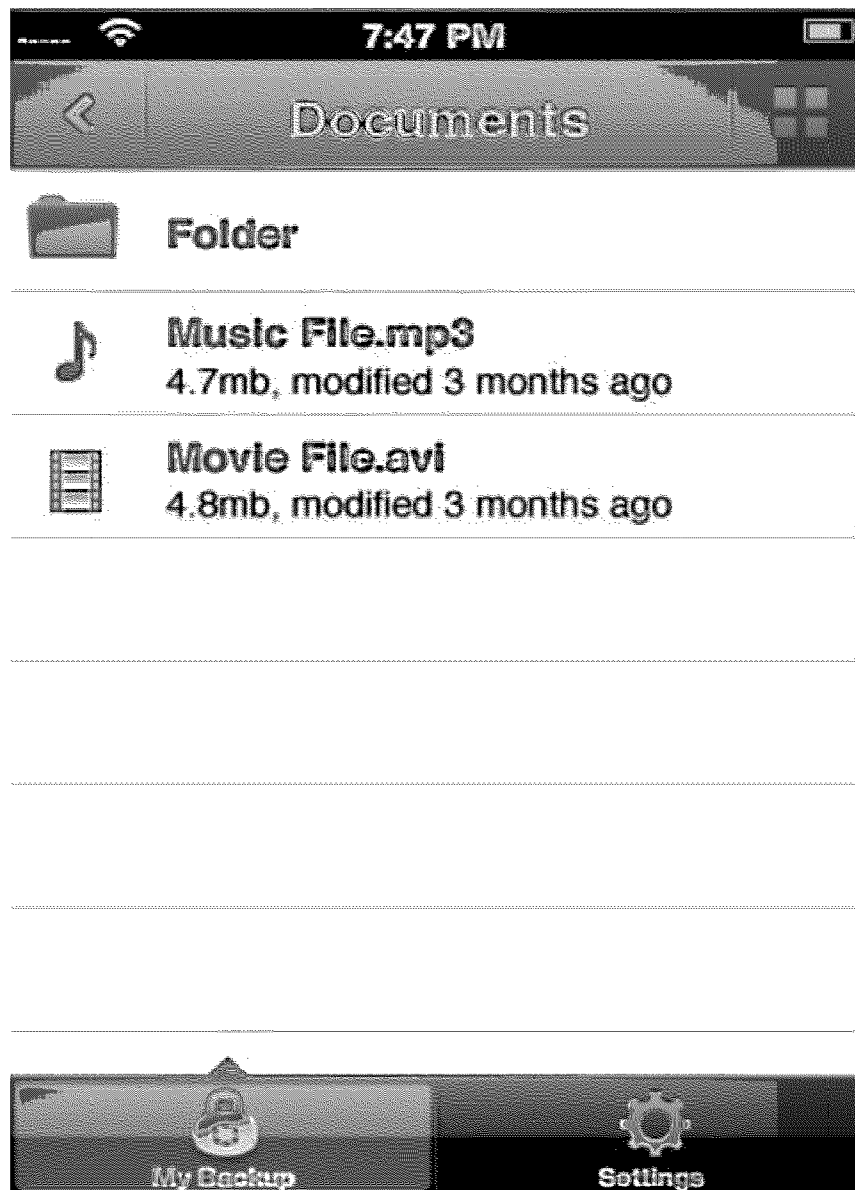 7:47 PM
Documents
Folder
Music File.mp3
4.7mb, modified 3 months ago
Movie File.avi
4.8mb, modified 3 months ago
My Backup
Settings